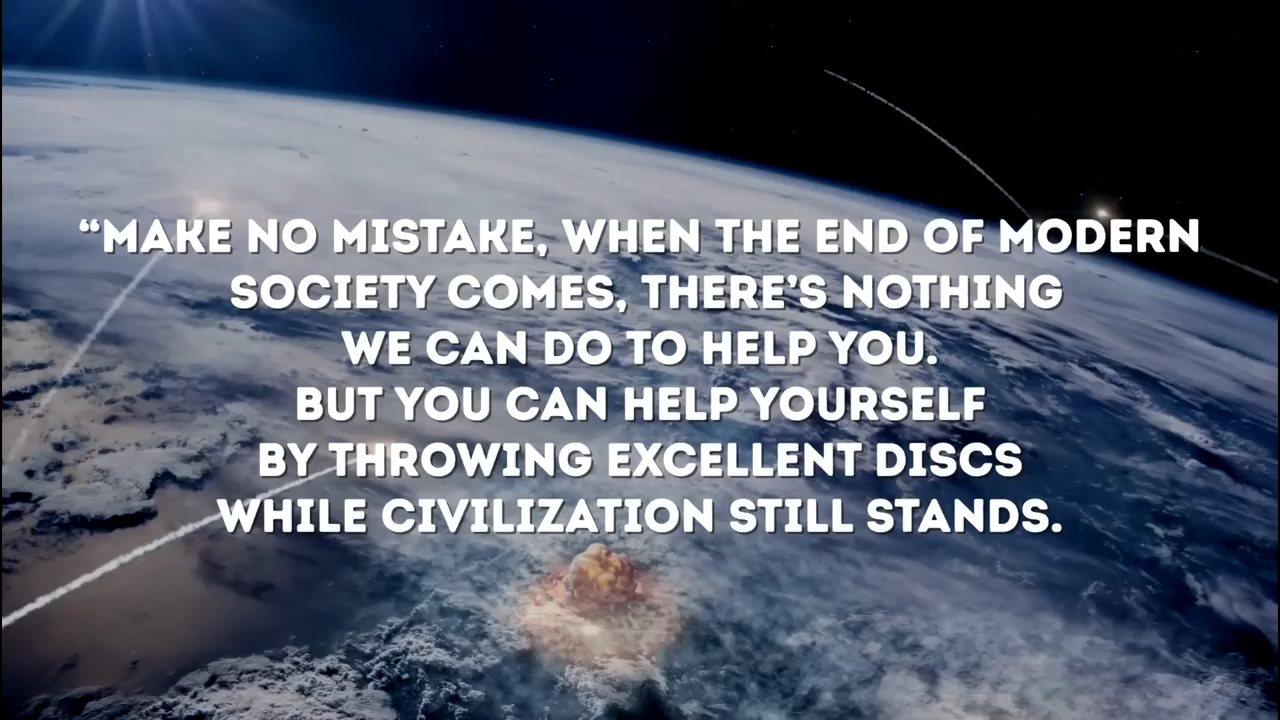 “MAKE NO MISTAKE, WHEN THE END OF MODERN
SOCIETY COMES, THERE’S NOTHING
WE CAN DO TO HELP YOU.
BUT YOU CAN HELP YOURSELF
BY THROWING EXCELLENT DISCS
WHILE CIVILIZATION STILL STANDS.